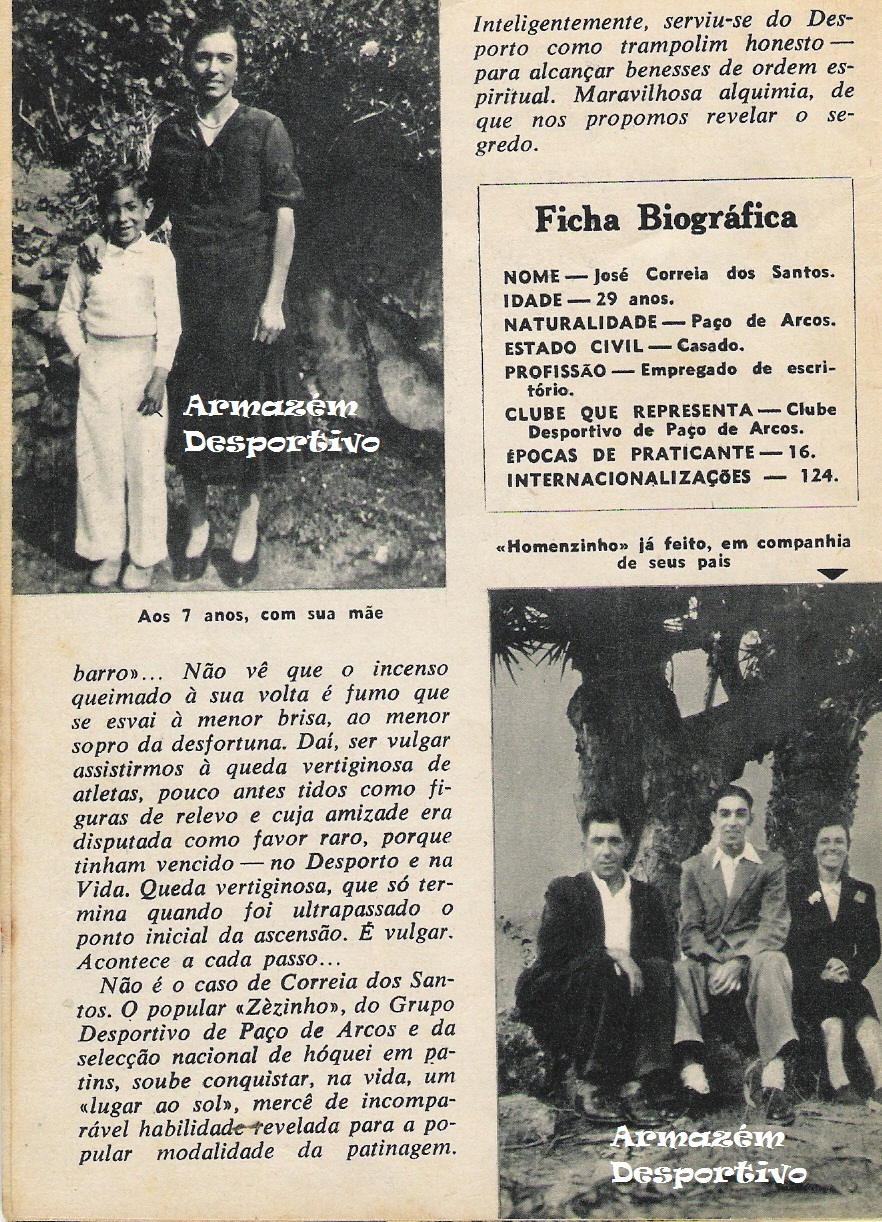 Armazém
Desportivo
Aos 7 anos, com sua mãe
barro»... Não vê que o incenso
queimado à sua volta é fumo que
se esvai à menor brisa, ao menor
sopro da desfortuna. Daí, ser vulgar
assistirmos à queda vertiginosa de
atletas, pouco antes tidos como fi-
guras de relevo e cuja amizade era
disputada como favor raro, porque
tinham vencido — no Desporto e na
Vida. Queda vertiginosa, que só ter-
mina quando foi ultrapassado o
ponto inicial da ascensão. É vulgar.
Acontece a cada passo...
Não é o caso de Correia dos San-
tos. O popular «Zèzinho», do Grupo
Desportivo de Paço de Arcos e da
selecção nacional de hóquei em pa-
tins, soube conquistar, na vida, um
«lugar ao sol», mercê de incompa-
rável habilidade revelada para a po-
pular modalidade da patinagem.
Inteligentemente, serviu-se do Des-
porto como trampolim honesto —
para alcançar benesses de ordem es-
piritual. Maravilhosa alquimia, de
que nos propomos revelar o se-
gredo.
Ficha Biográfica
NOME — José Correia dos Santos.
IDADE — 29 anos.
NATURALIDADE — Paço de Arcos.
ESTADO CIVIL — Casado.
PROFISSÃO — Empregado de escri-
tório.
CLUBE QUE REPRESENTA — Clube
Desportivo de Paço de Arcos.
ÉPOCAS DE PRATICANTE — 16.
INTERNACIONALIZAÇÕES — 124.
«Homenzinho» já feito, em companhia
de seus pais
Armazém
Desportivo